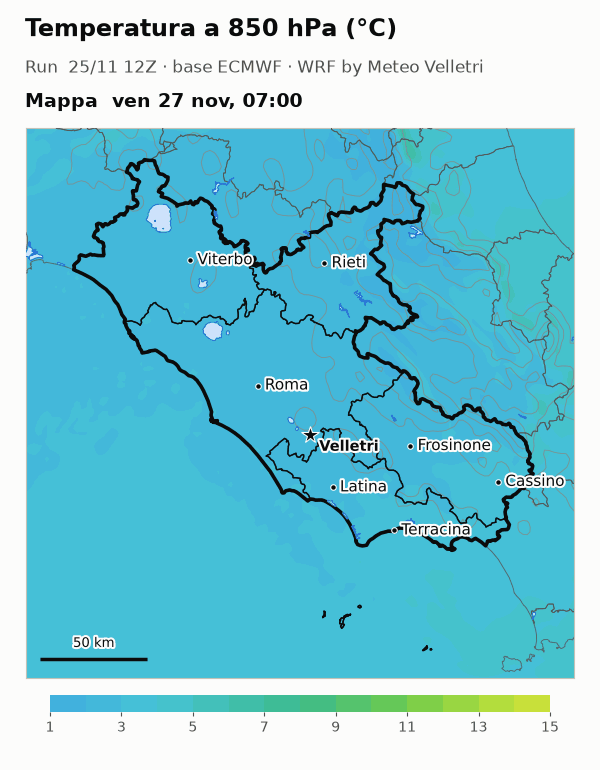 Temperatura a 850 hPa (°C)
Run 25/11 12Z · base ECMWF · WRF by Meteo Velletri
Mappa ven 27 nov, 07:00
Viterbo
Rieti
Roma
Velletri
Frosinone
Cassino
Latina
Terracina
50 km
1 3 5 7 9 11 13 15